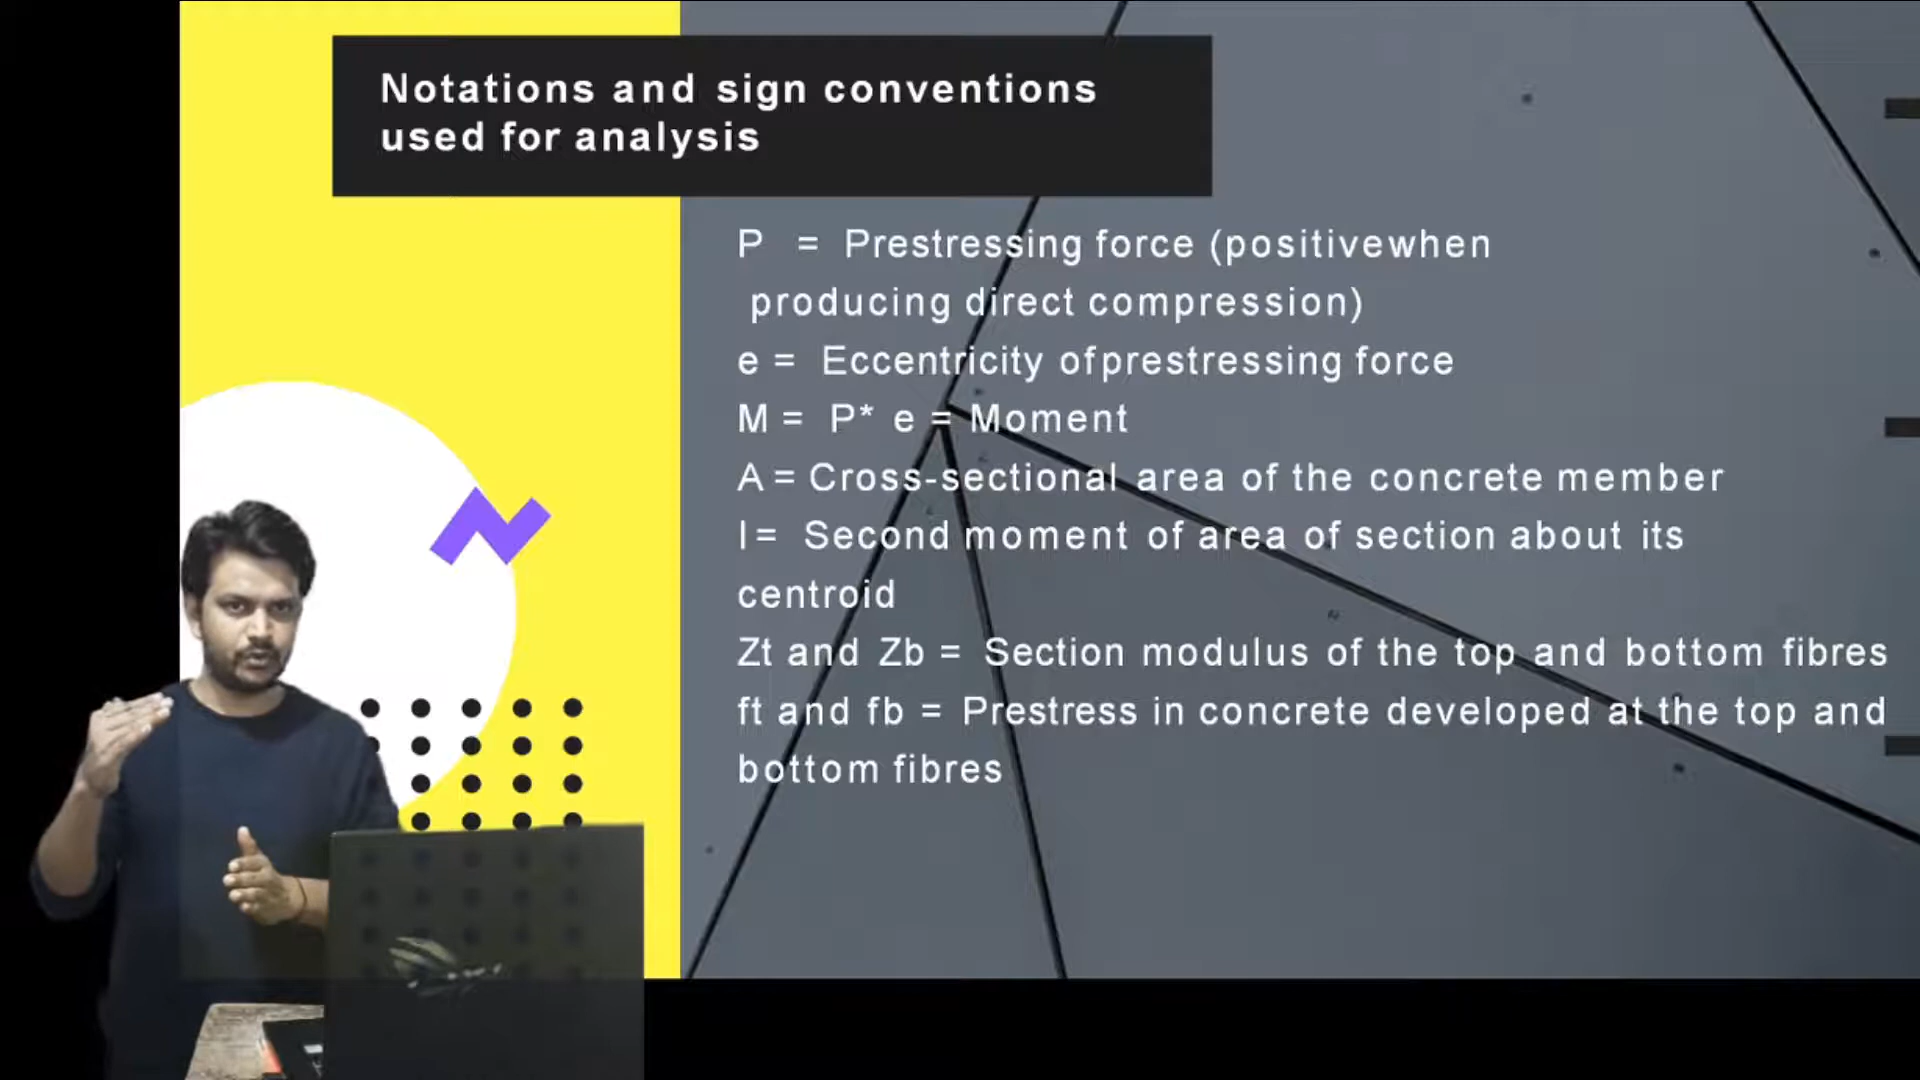 Notations and sign conventions
used for analysis
P = Prestressing force (positivewhen
producing direct compression)
e = Eccentricity ofprestressing force
M = P* e = Moment
A = Cross-sectional area of the concrete member
I = Second moment of area of section about its
centroid
Zt and Zb = Section modulus of the top and bottom fibres
ft and fb = Prestress in concrete developed at the top and
bottom fibres